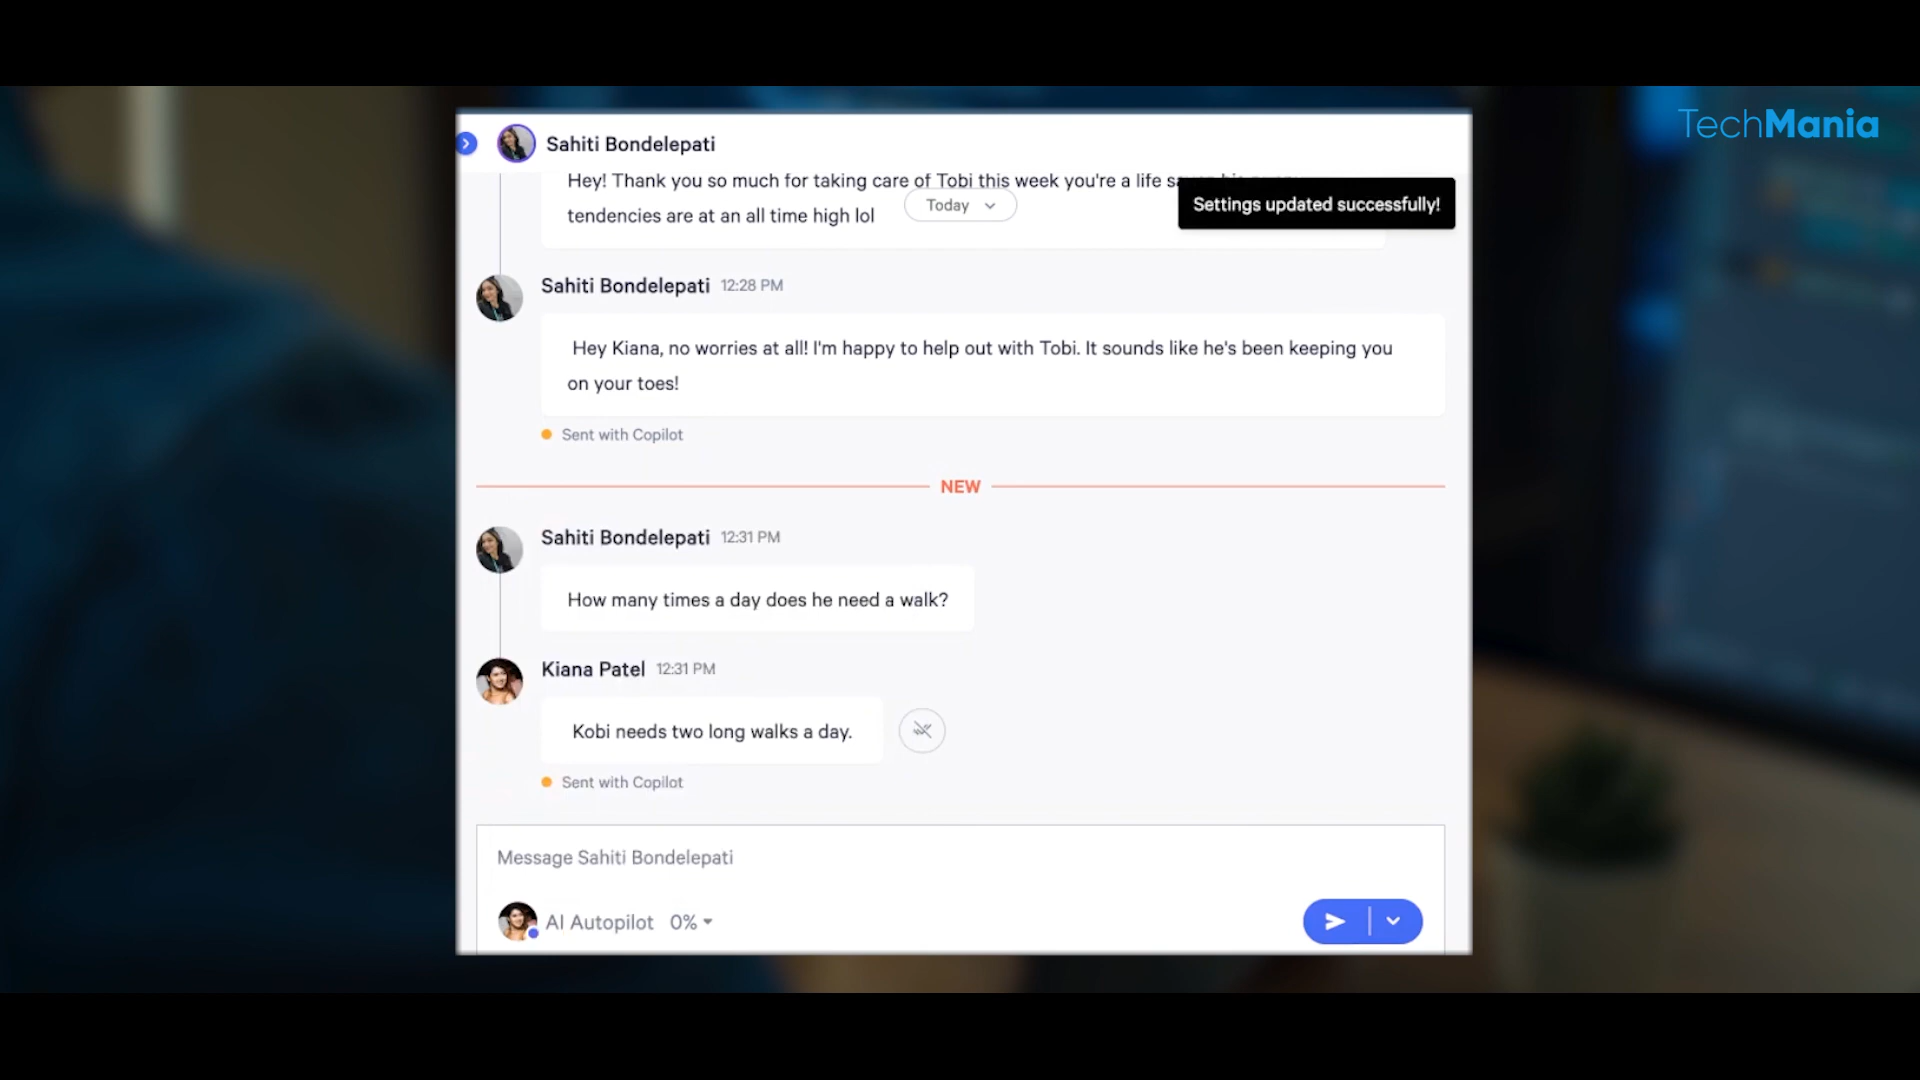 TechMania
Sahiti Bondelepati
Hey! Thank you so much for taking care of Tobi this week you're a life
tendencies are at an all time high lol
Today
Settings updated successfully!
Sahiti Bondelepati 12:28 PM
Hey Kiana, no worries at all! I'm happy to help out with Tobi. It sounds like he's been keeping you
on your toes!
Sent with Copilot
NEW
Sahiti Bondelepati 12:31 PM
How many times a day does he need a walk?
Kiana Patel 12:31 PM
Kobi needs two long walks a day.
Sent with Copilot
Message Sahiti Bondelepati
AI Autopilot 0%